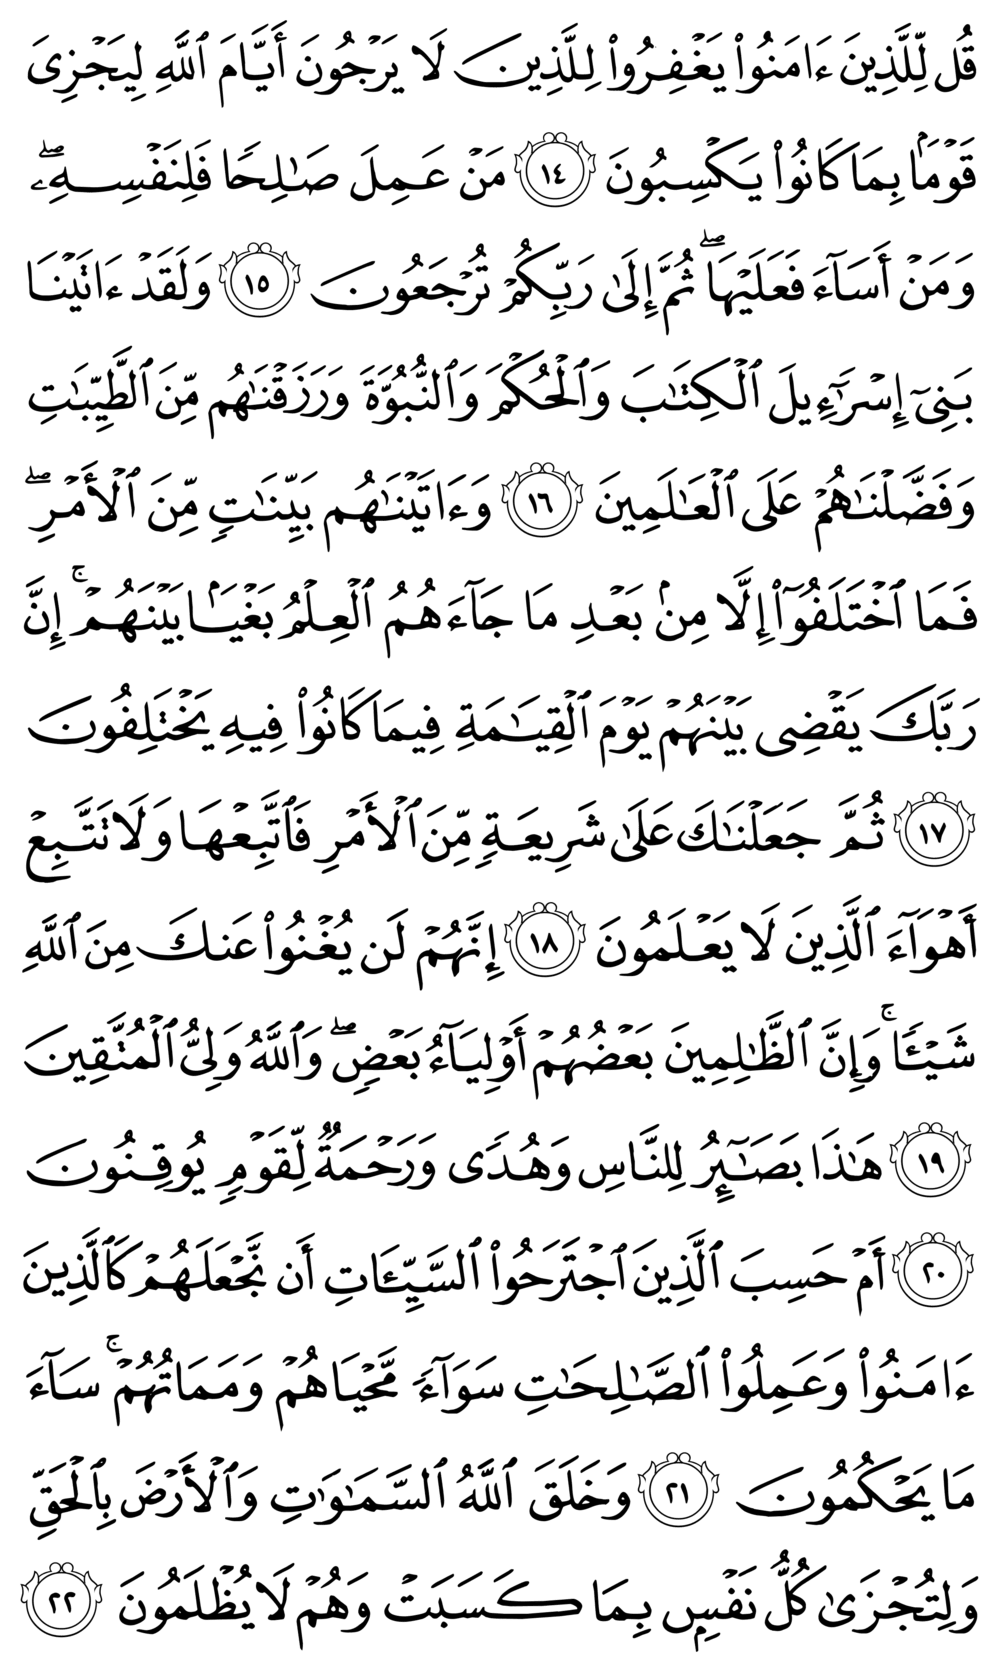 قُل لِّلَّذِينَ ءَامَنُوا۟ يَغْفِرُوا۟ لِلَّذِينَ لَا يَرْجُونَ أَيَّامَ ٱللَّهِ لِيَجْزِىَ
قَوْمًۢا بِمَا كَانُوا۟ يَكْسِبُونَ ١٤ مَنْ عَمِلَ صَـٰلِحًا فَلِنَفْسِهِۦ ۖ
وَمَنْ أَسَآءَ فَعَلَيْهَا ۖ ثُمَّ إِلَىٰ رَبِّكُمْ تُرْجَعُونَ ١٥ وَلَقَدْ ءَاتَيْنَا
بَنِىٓ إِسْرَٰٓءِيلَ ٱلْكِتَـٰبَ وَٱلْحُكْمَ وَٱلنُّبُوَّةَ وَرَزَقْنَـٰهُم مِّنَ ٱلطَّيِّبَـٰتِ
وَفَضَّلْنَـٰهُمْ عَلَى ٱلْعَـٰلَمِينَ ١٦ وَءَاتَيْنَـٰهُم بَيِّنَـٰتٍ مِّنَ ٱلْأَمْرِ ۖ
فَمَا ٱخْتَلَفُوٓا۟ إِلَّا مِنۢ بَعْدِ مَا جَآءَهُمُ ٱلْعِلْمُ بَغْيًۢا بَيْنَهُمْ ۚ إِنَّ
رَبَّكَ يَقْضِى بَيْنَهُمْ يَوْمَ ٱلْقِيَـٰمَةِ فِيمَا كَانُوا۟ فِيهِ يَخْتَلِفُونَ
١٧ ثُمَّ جَعَلْنَـٰكَ عَلَىٰ شَرِيعَةٍ مِّنَ ٱلْأَمْرِ فَٱتَّبِعْهَا وَلَا تَتَّبِعْ
أَهْوَآءَ ٱلَّذِينَ لَا يَعْلَمُونَ ١٨ إِنَّهُمْ لَن يُغْنُوا۟ عَنكَ مِنَ ٱللَّهِ
شَيْـًٔا ۚ وَإِنَّ ٱلظَّـٰلِمِينَ بَعْضُهُمْ أَوْلِيَآءُ بَعْضٍ ۖ وَٱللَّهُ وَلِىُّ ٱلْمُتَّقِينَ
١٩ هَـٰذَا بَصَـٰٓئِرُ لِلنَّاسِ وَهُدًى وَرَحْمَةٌ لِّقَوْمٍ يُوقِنُونَ
٢٠ أَمْ حَسِبَ ٱلَّذِينَ ٱجْتَرَحُوا۟ ٱلسَّيِّـَٔاتِ أَن نَّجْعَلَهُمْ كَٱلَّذِينَ
ءَامَنُوا۟ وَعَمِلُوا۟ ٱلصَّـٰلِحَـٰتِ سَوَآءً مَّحْيَاهُمْ وَمَمَاتُهُمْ ۚ سَآءَ
مَا يَحْكُمُونَ ٢١ وَخَلَقَ ٱللَّهُ ٱلسَّمَـٰوَٰتِ وَٱلْأَرْضَ بِٱلْحَقِّ
وَلِتُجْزَىٰ كُلُّ نَفْسٍۭ بِمَا كَسَبَتْ وَهُمْ لَا يُظْلَمُونَ ٢٢